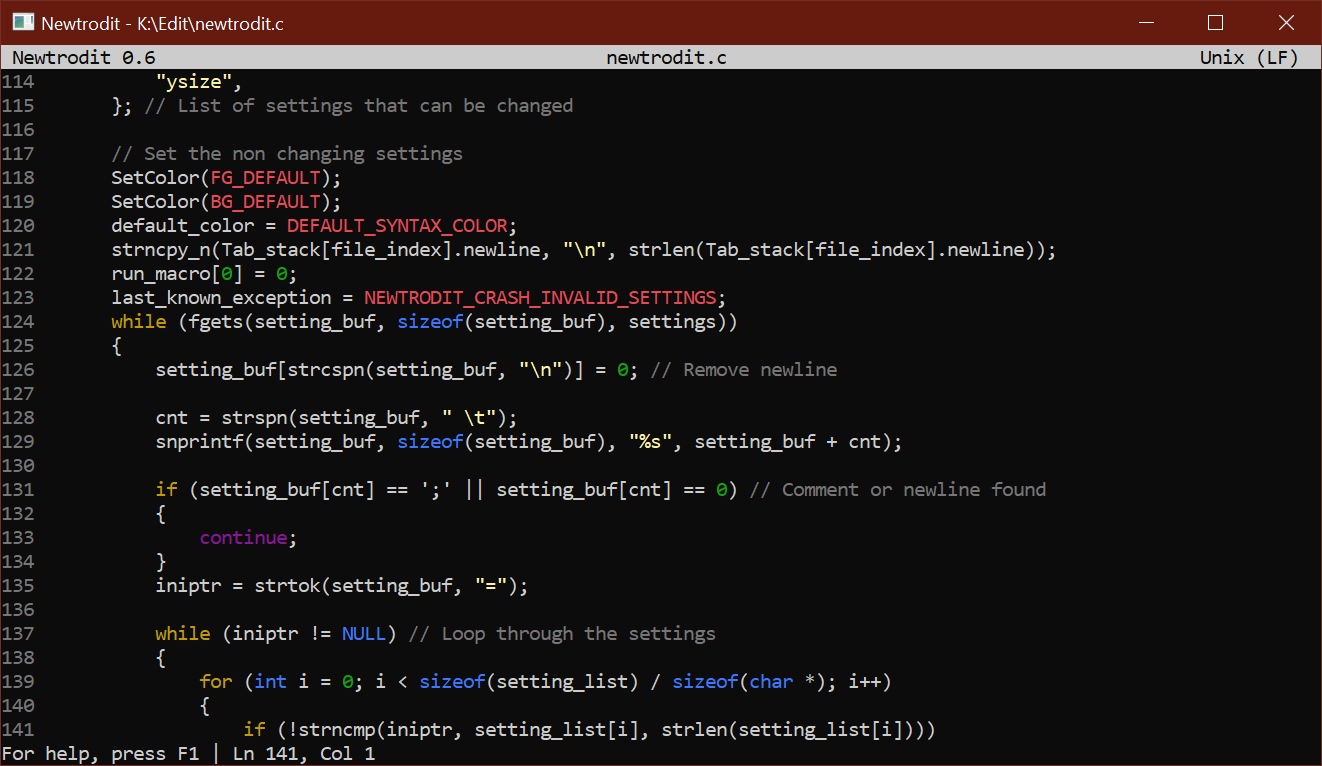 Newtrodit - K:\Edit\newtrodit.c
Newtrodit 0.6 newtrodit.c Unix (LF)
114 "ysize",
115 }; // List of settings that can be changed
116
117 // Set the non changing settings
118 SetColor(FG_DEFAULT);
119 SetColor(BG_DEFAULT);
120 default_color = DEFAULT_SYNTAX_COLOR;
121 strncpy_n(Tab_stack[file_index].newline, "\n", strlen(Tab_stack[file_index].newline));
122 run_macro[0] = 0;
123 last_known_exception = NEWTRODIT_CRASH_INVALID_SETTINGS;
124 while (fgets(setting_buf, sizeof(setting_buf), settings))
125 {
126 setting_buf[strcspn(setting_buf, "\n")] = 0; // Remove newline
127
128 cnt = strspn(setting_buf, " \t");
129 snprintf(setting_buf, sizeof(setting_buf), "%s", setting_buf + cnt);
130
131 if (setting_buf[cnt] == ';' || setting_buf[cnt] == 0) // Comment or newline found
132 {
133 continue;
134 }
135 iniptr = strtok(setting_buf, "=");
136
137 while (iniptr != NULL) // Loop through the settings
138 {
139 for (int i = 0; i < sizeof(setting_list) / sizeof(char *); i++)
140 {
141 if (!strncmp(iniptr, setting_list[i], strlen(setting_list[i])))
For help, press F1 | Ln 141, Col 1